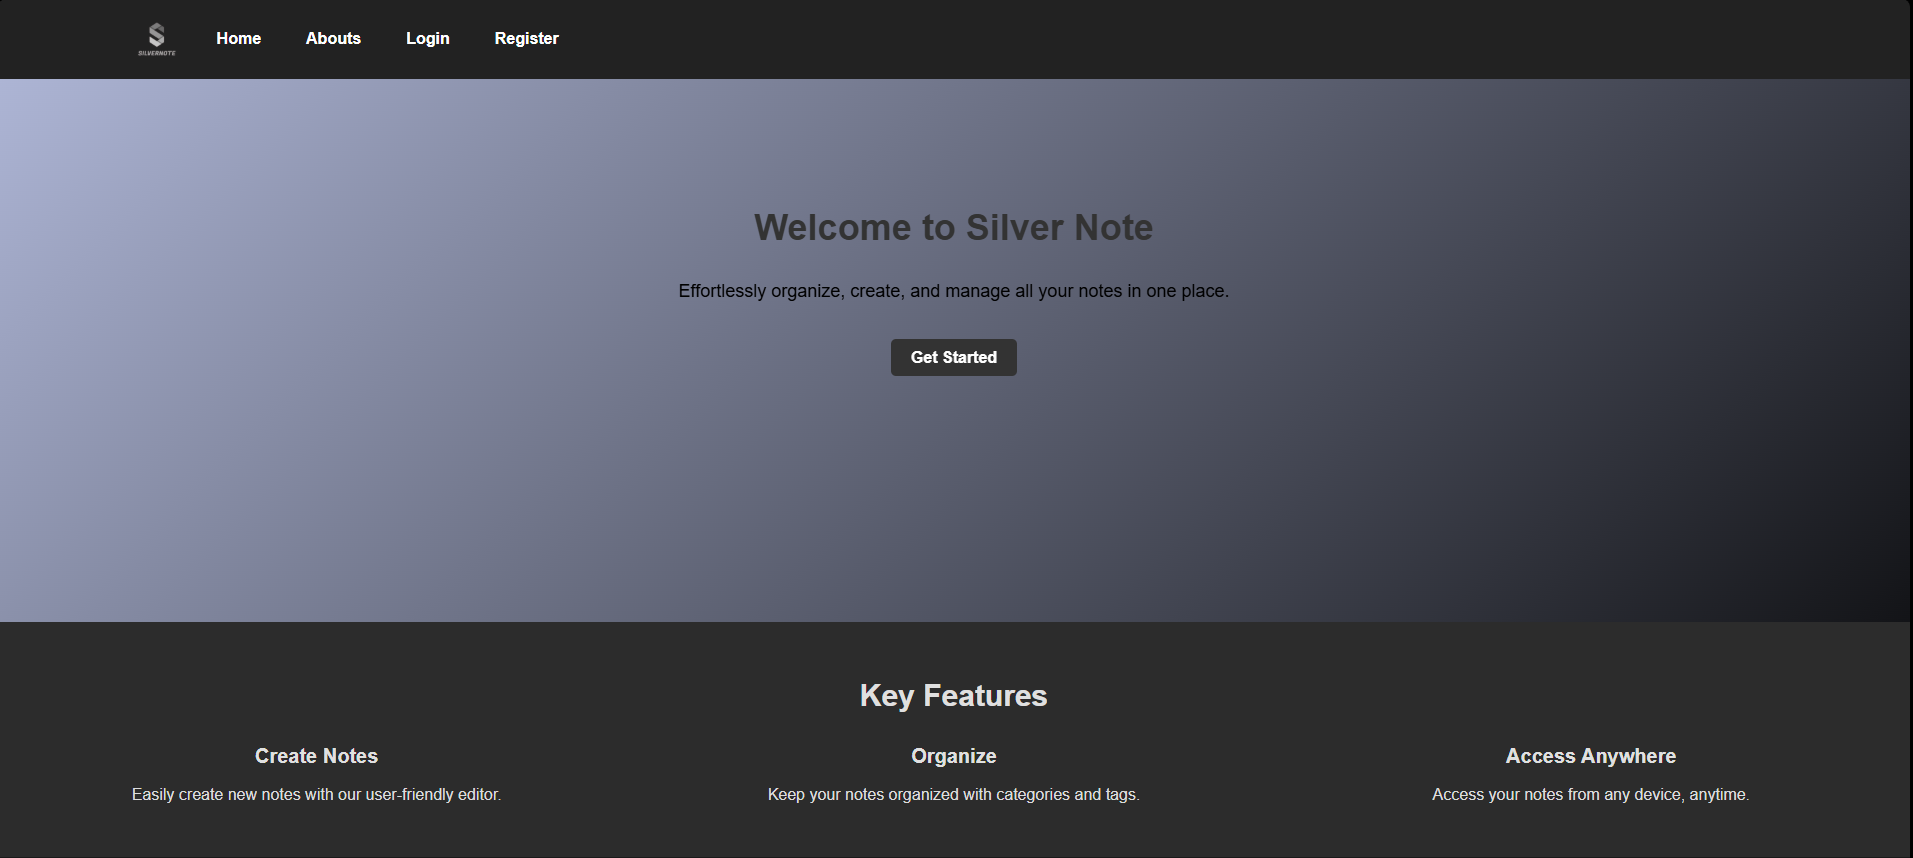 SILVERNOTE
Home Abouts Login Register
Welcome to Silver Note
Effortlessly organize, create, and manage all your notes in one place.
Get Started
Key Features
Create Notes Organize Access Anywhere
Easily create new notes with our user-friendly editor. Keep your notes organized with categories and tags. Access your notes from any device, anytime.